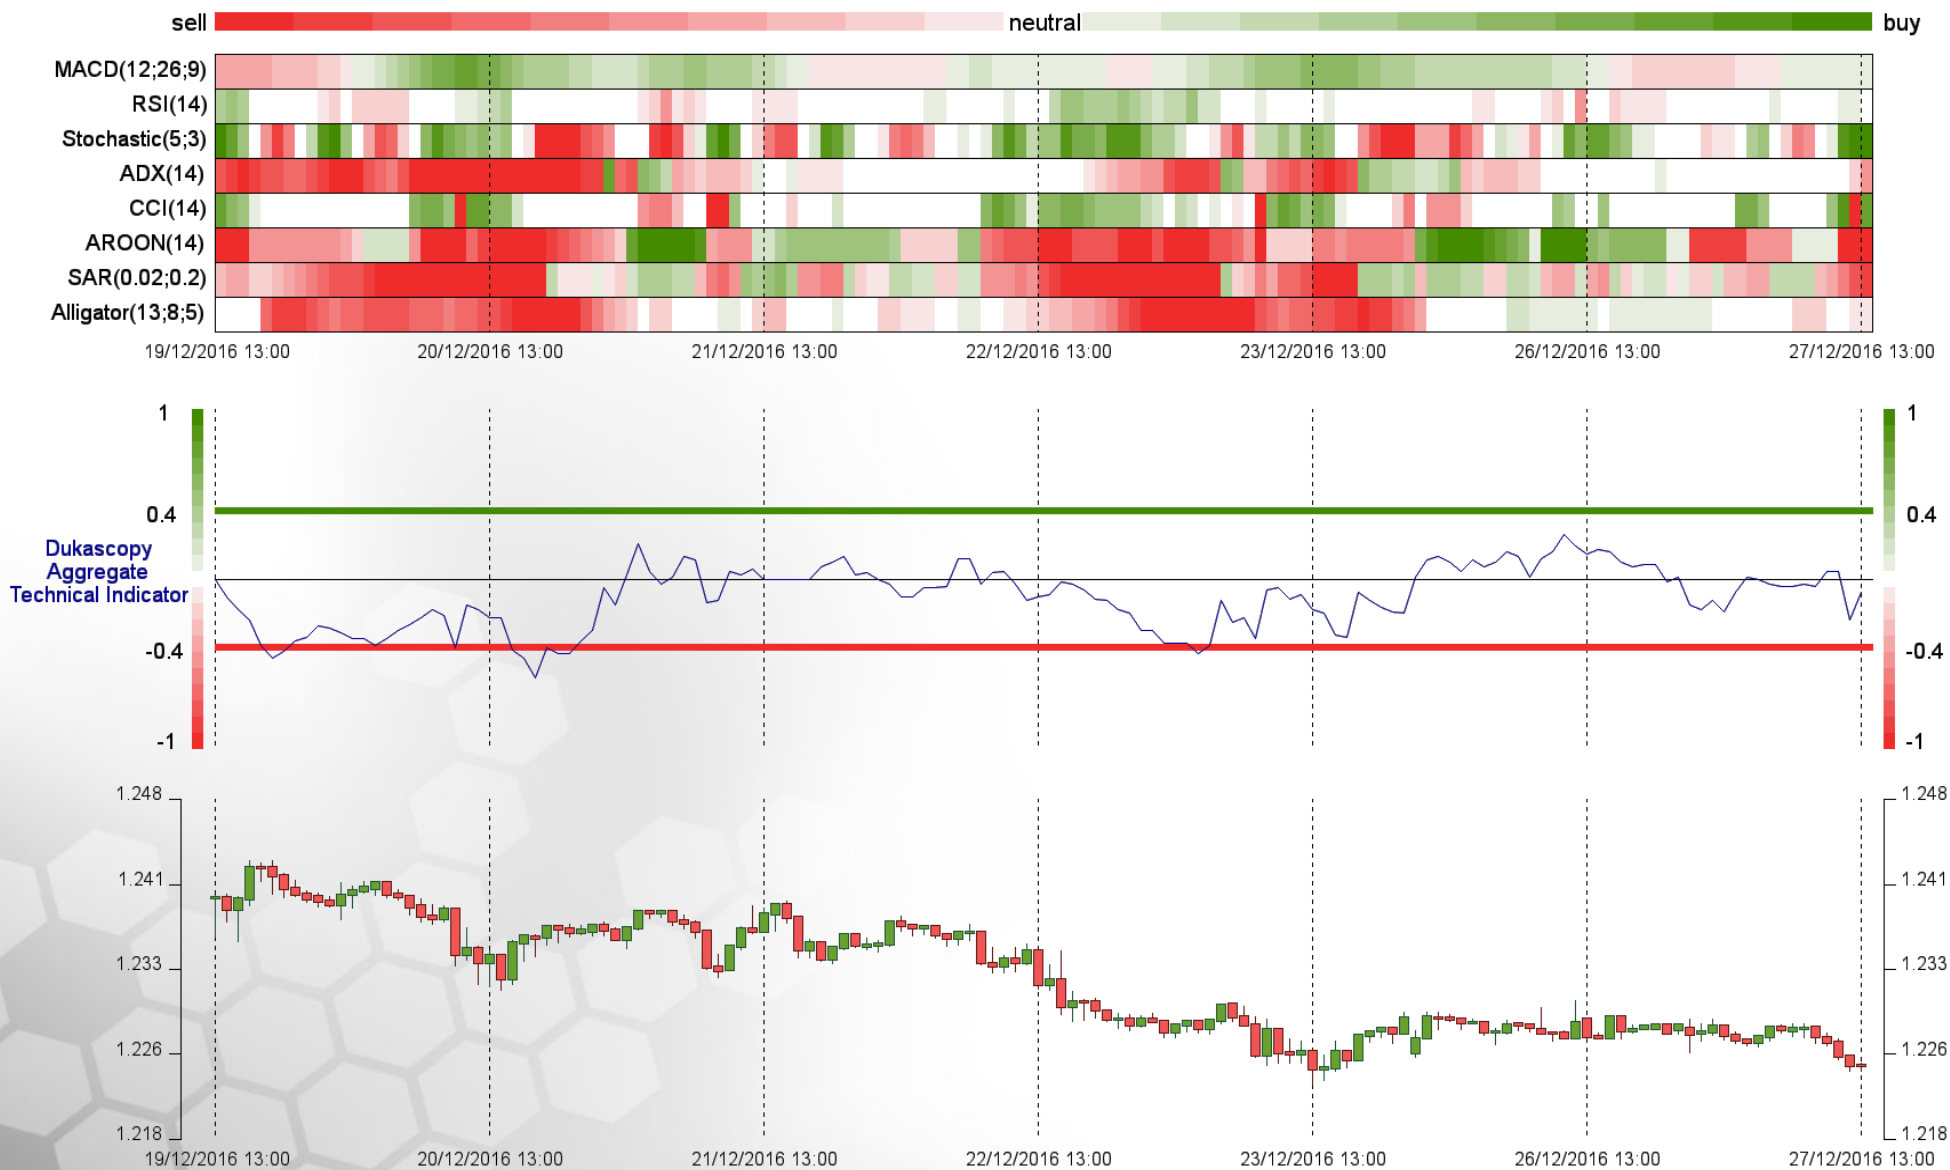 sell neutral buy
MACD(12;26;9)
RSI(14)
Stochastic(5;3)
ADX(14)
CCI(14)
AROON(14)
SAR(0.02;0.2)
Alligator(13;8;5)
19/12/2016 13:00 20/12/2016 13:00 21/12/2016 13:00 22/12/2016 13:00 23/12/2016 13:00 26/12/2016 13:00 27/12/2016 13:00
1 1
0.4 0.4
Dukascopy
Aggregate
Technical Indicator
-0.4 -0.4
-1 -1
1.248 1.248
1.241 1.241
1.233 1.233
1.226 1.226
1.218 1.218
19/12/2016 13:00 20/12/2016 13:00 21/12/2016 13:00 22/12/2016 13:00 23/12/2016 13:00 26/12/2016 13:00 27/12/2016 13:00